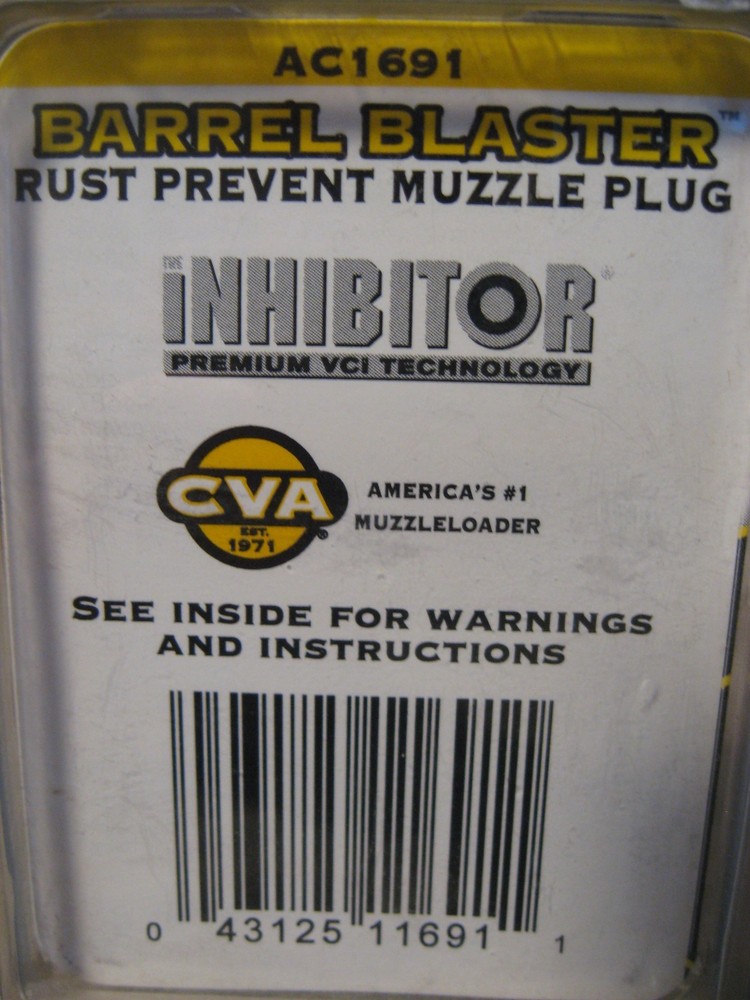 AC1691
BARREL BLASTER™
RUST PREVENT MUZZLE PLUG
THE
INHIBITOR®
PREMIUM VCI TECHNOLOGY
CVA
EST.
1971
®
AMERICA'S #1
MUZZLELOADER
SEE INSIDE FOR WARNINGS
AND INSTRUCTIONS
0 43125 11691 1